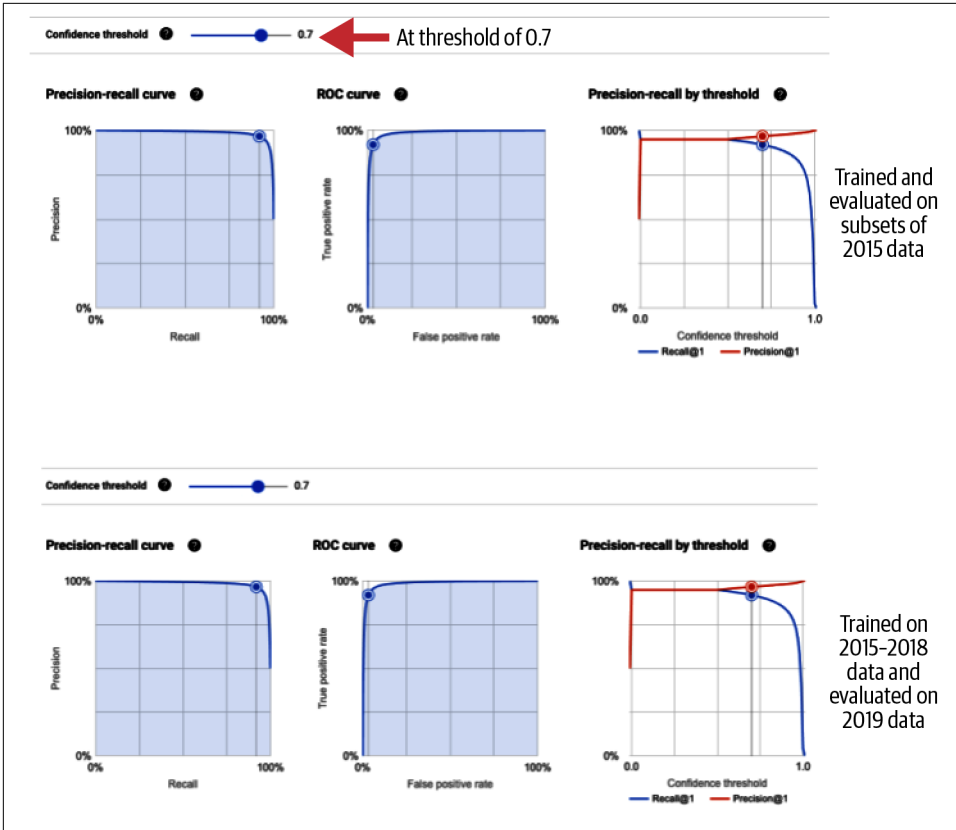 Confidence threshold ? 0.7 At threshold of 0.7
Precision-recall curve ?
100%
Precision
0%
0% 100%
Recall
ROC curve ?
100%
True positive rate
0%
0% 100%
False positive rate
Precision-recall by threshold ?
100%
0%
0.0 1.0
Confidence threshold
Recall@1 Precision@1
Trained and
evaluated on
subsets of
2015 data
Confidence threshold ? 0.7
Precision-recall curve ?
100%
Precision
0%
0% 100%
Recall
ROC curve ?
100%
True positive rate
0%
0% 100%
False positive rate
Precision-recall by threshold ?
100%
0%
0.0 1.0
Confidence threshold
Recall@1 Precision@1
Trained on
2015–2018
data and
evaluated on
2019 data